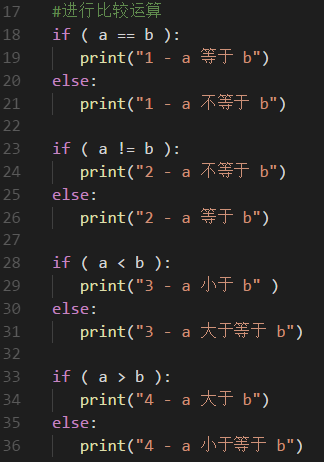 17 #进行比较运算
18 if ( a == b ):
19 print("1 - a 等于 b")
20 else:
21 print("1 - a 不等于 b")
22
23 if ( a != b ):
24 print("2 - a 不等于 b")
25 else:
26 print("2 - a 等于 b")
27
28 if ( a < b ):
29 print("3 - a 小于 b" )
30 else:
31 print("3 - a 大于等于 b")
32
33 if ( a > b ):
34 print("4 - a 大于 b")
35 else:
36 print("4 - a 小于等于 b")